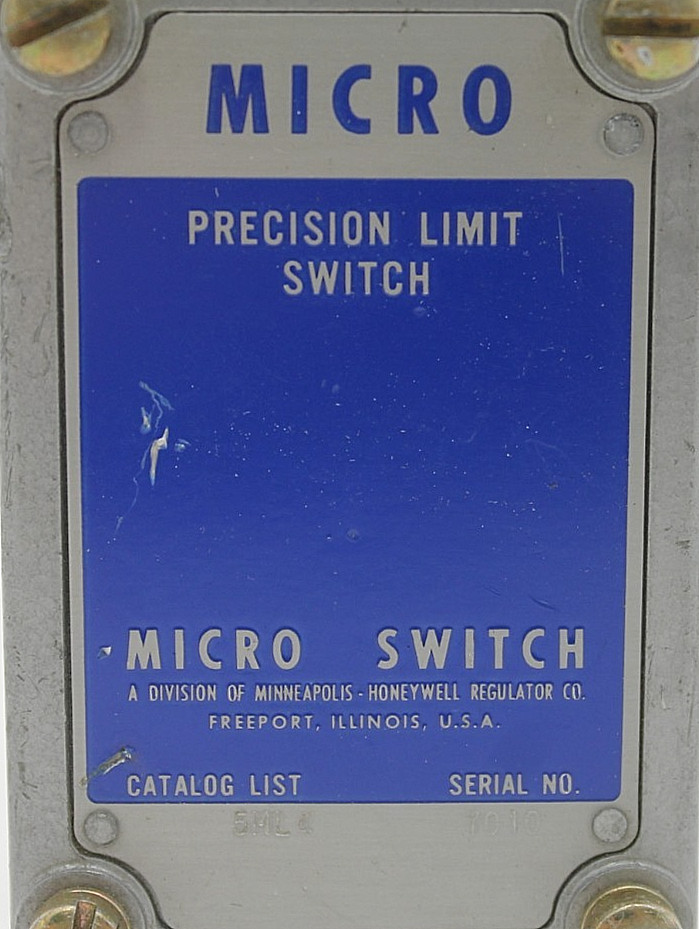 MICRO
PRECISION LIMIT
SWITCH
MICRO SWITCH
A DIVISION OF MINNEAPOLIS-HONEYWELL REGULATOR CO.
FREEPORT, ILLINOIS, U.S.A.
CATALOG LIST SERIAL NO.